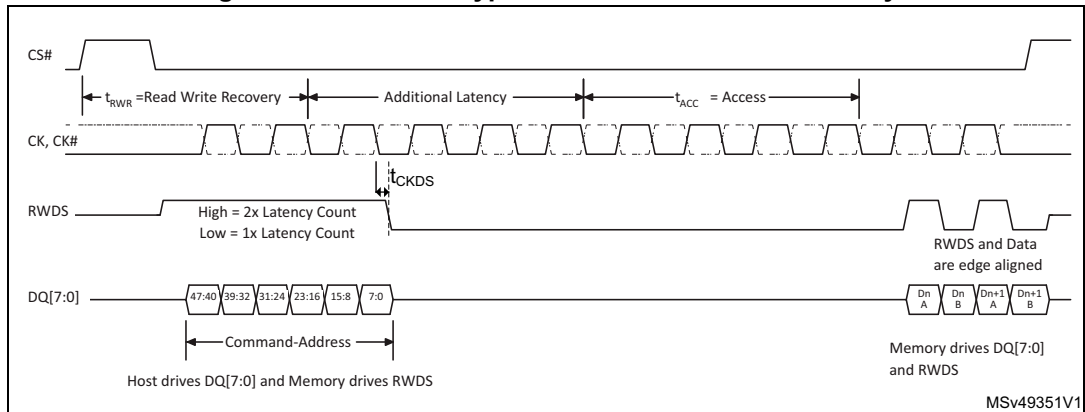 CS#
t_RWR =Read Write Recovery
Additional Latency
t_ACC = Access
CK, CK#
t_CKDS
RWDS
High = 2x Latency Count
Low = 1x Latency Count
RWDS and Data
are edge aligned
DQ[7:0]
47:40 39:32 31:24 23:16 15:8 7:0
Dn A Dn B Dn+1 A Dn+1 B
Command-Address
Memory drives DQ[7:0]
and RWDS
Host drives DQ[7:0] and Memory drives RWDS
MSv49351V1